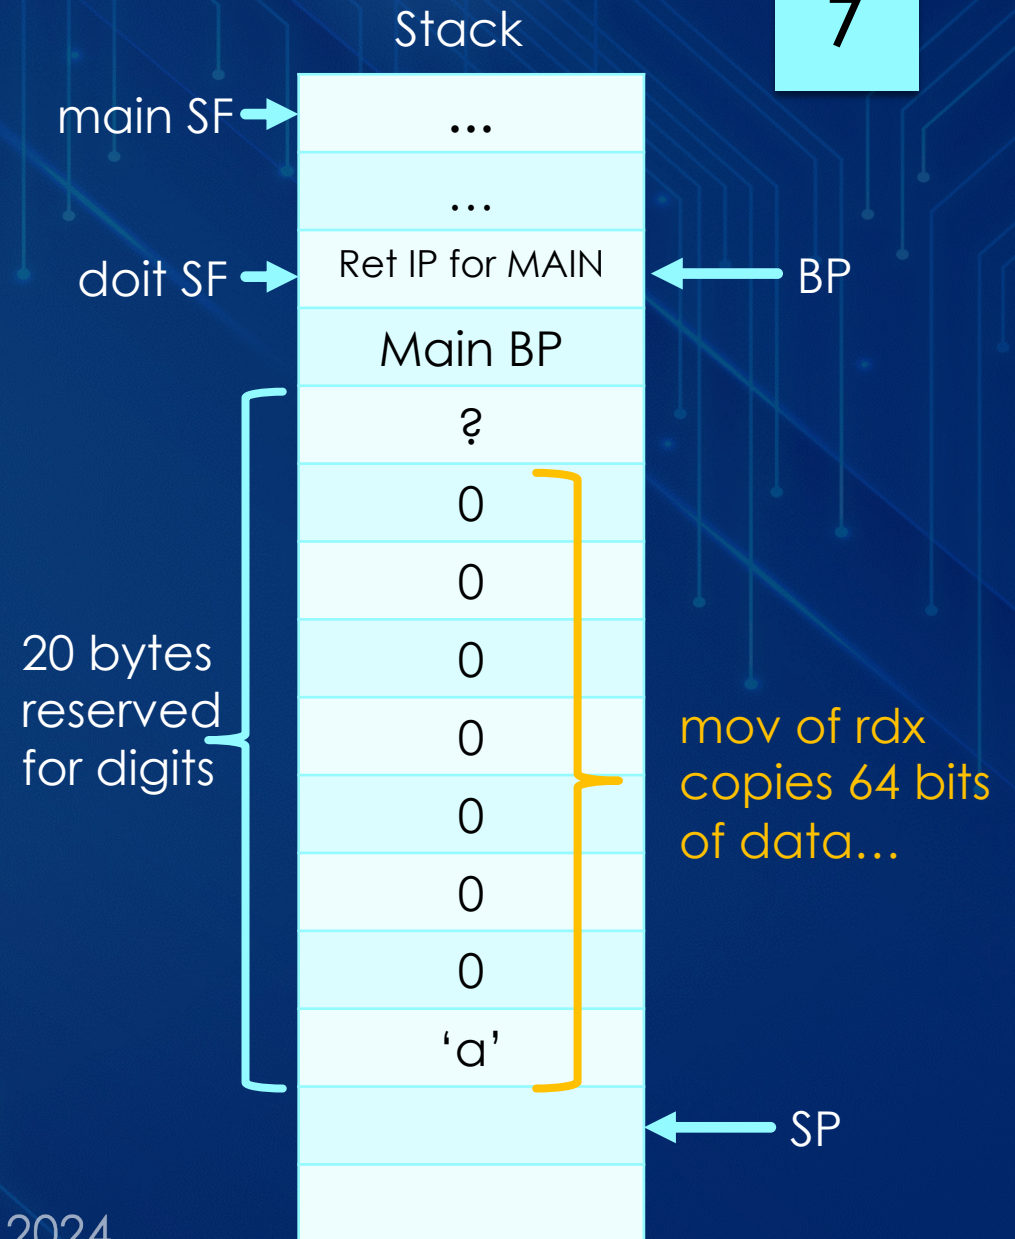 Stack
7
main SF
...
...
doit SF
Ret IP for MAIN
BP
Main BP
?
0
0
0
0
0
0
0
‘a’
20 bytes
reserved
for digits
mov of rdx
copies 64 bits
of data...
SP
2024